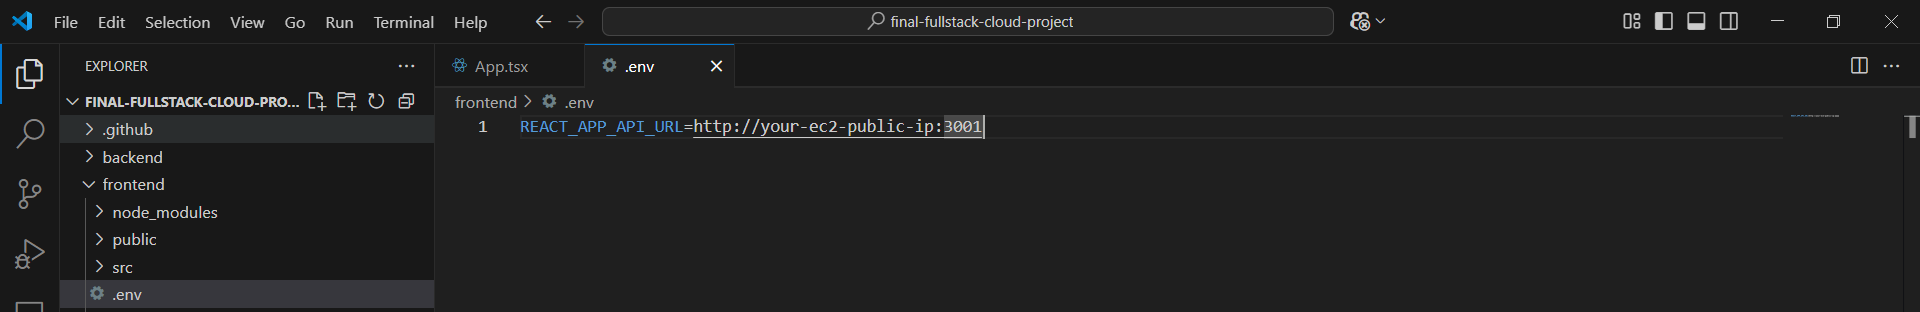 File Edit Selection View Go Run Terminal Help
final-fullstack-cloud-project
EXPLORER
App.tsx
.env
FINAL-FULLSTACK-CLOUD-PRO...
frontend > .env
.github
1 REACT_APP_API_URL=http://your-ec2-public-ip:3001
backend
frontend
node_modules
public
src
.env